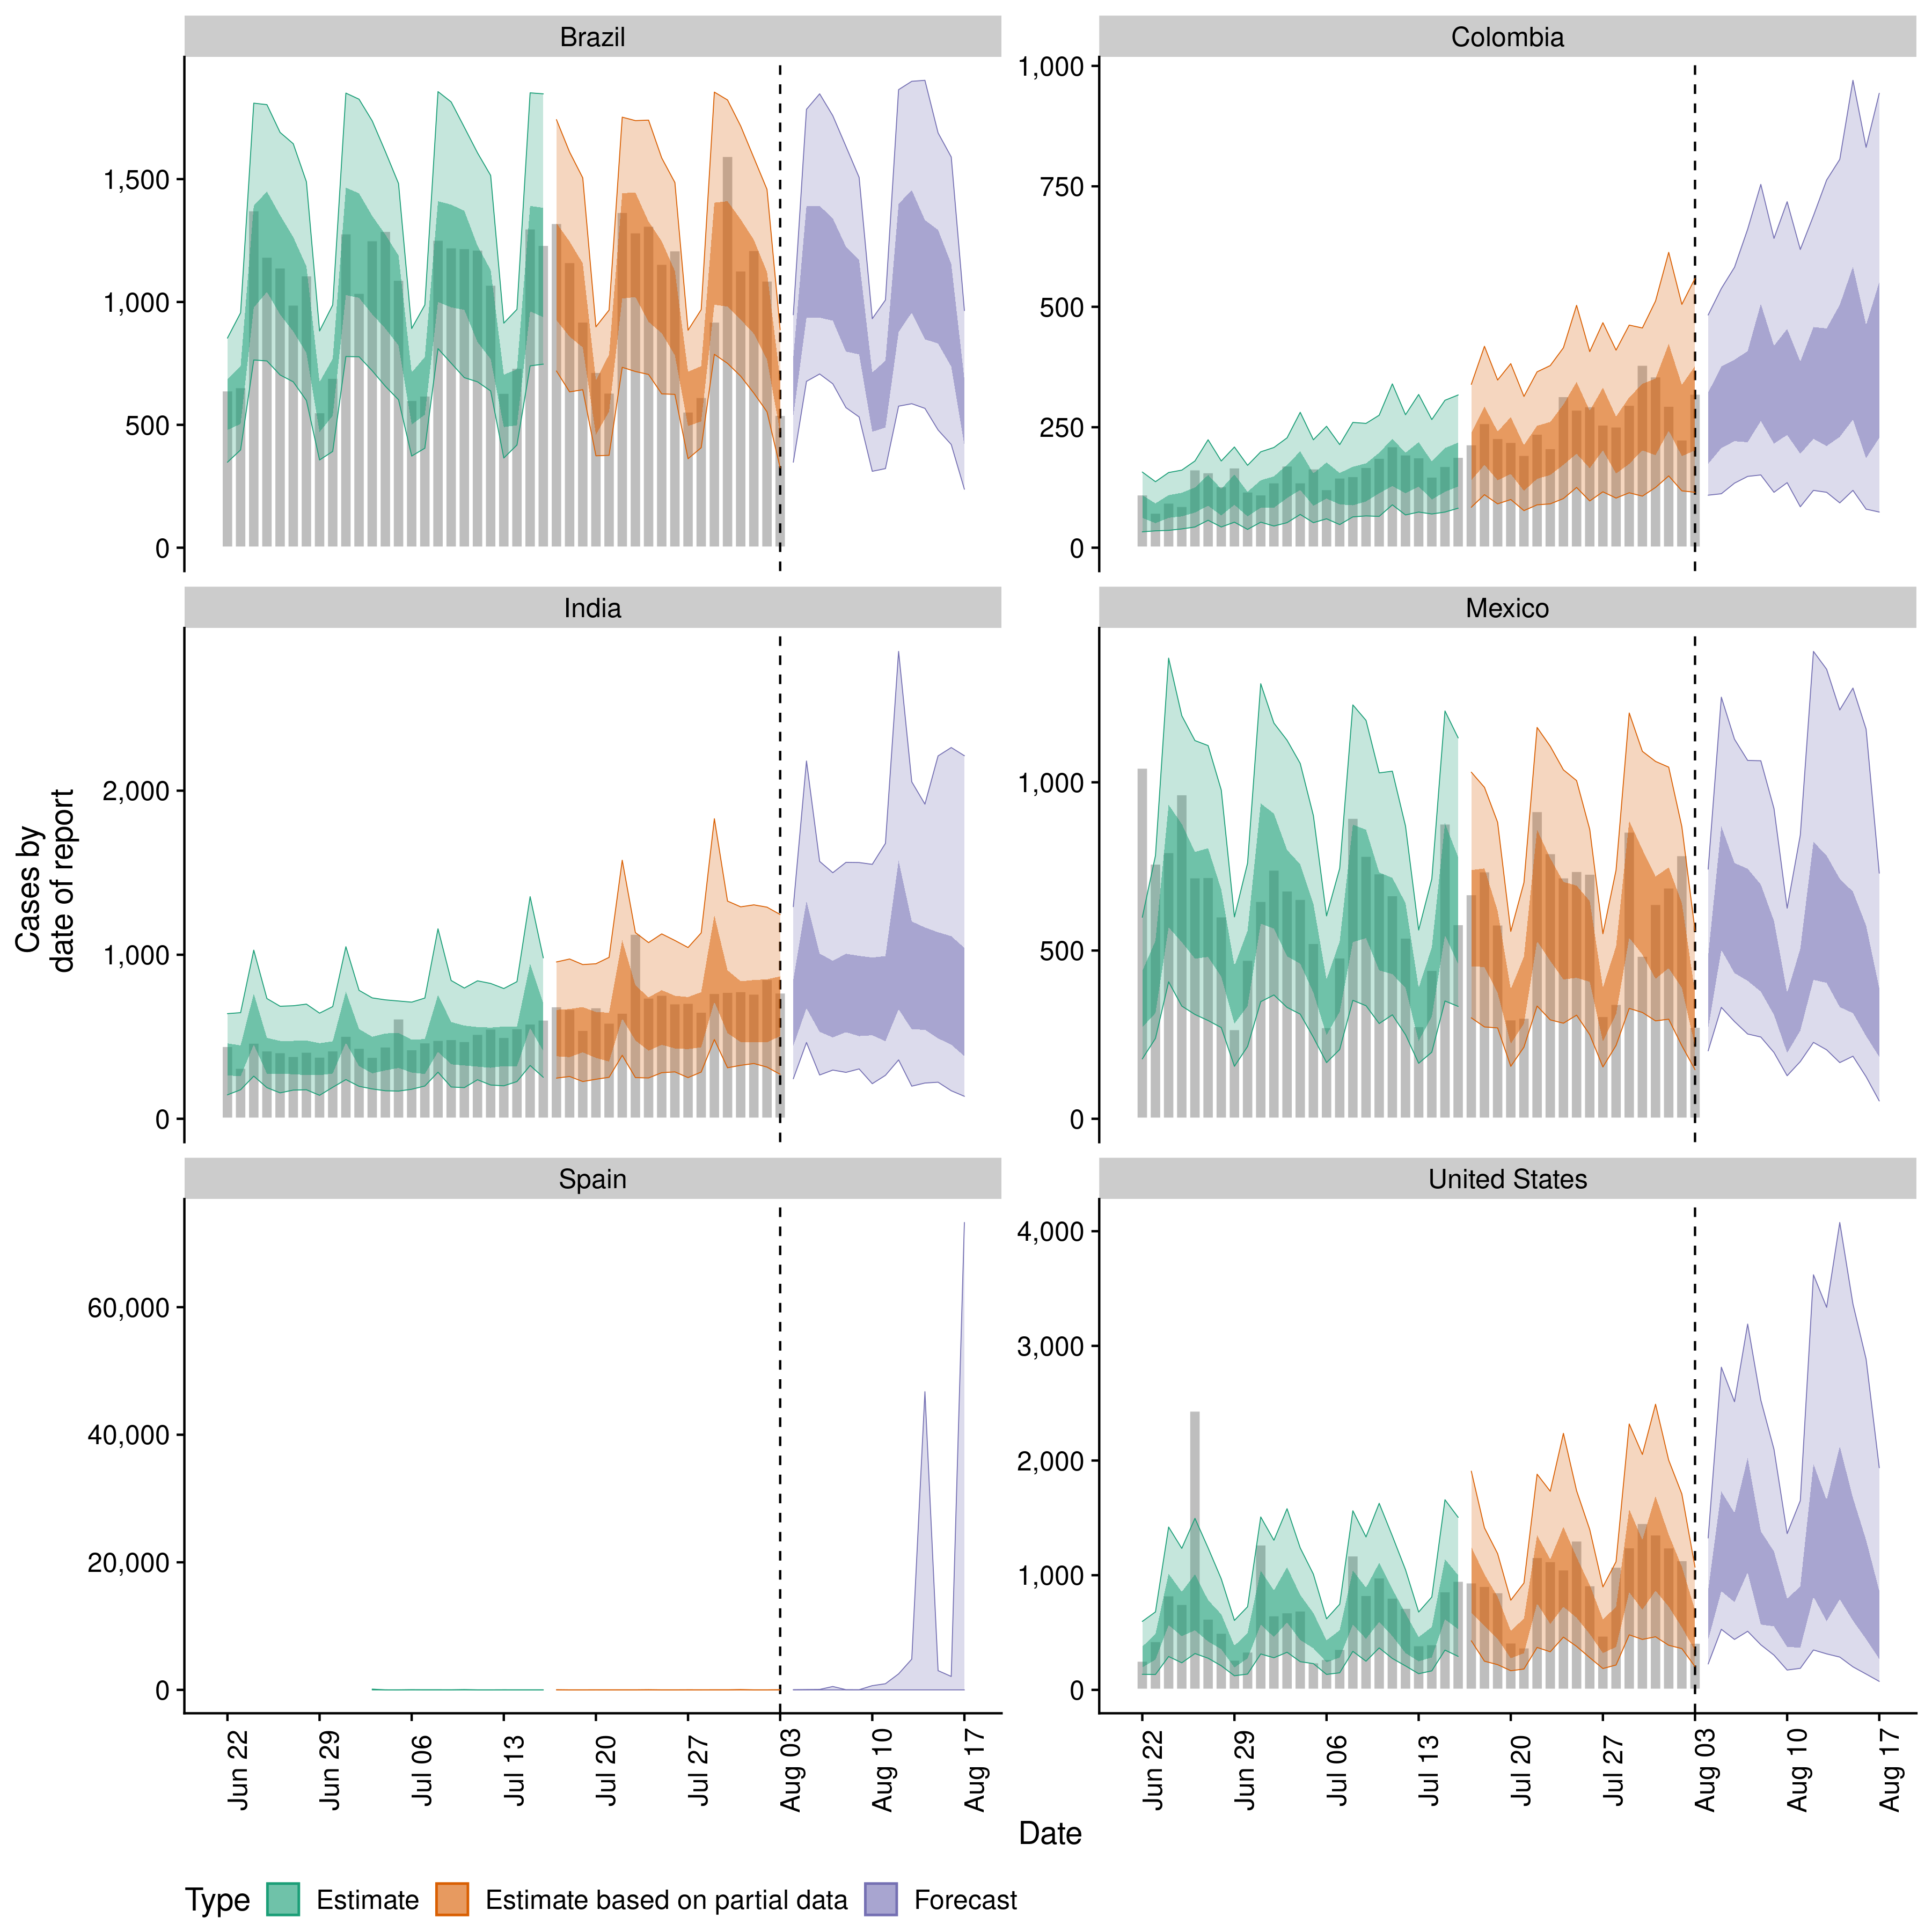 Brazil
Colombia
1,500
1,000
500
0
1,000
750
500
250
0
India
Mexico
Cases by
date of report
2,000
1,000
0
1,000
500
0
Spain
United States
60,000
40,000
20,000
0
4,000
3,000
2,000
1,000
0
Jun 22
Jun 29
Jul 06
Jul 13
Jul 20
Jul 27
Aug 03
Aug 10
Aug 17
Jun 22
Jun 29
Jul 06
Jul 13
Jul 20
Jul 27
Aug 03
Aug 10
Aug 17
Date
Type Estimate Estimate based on partial data Forecast